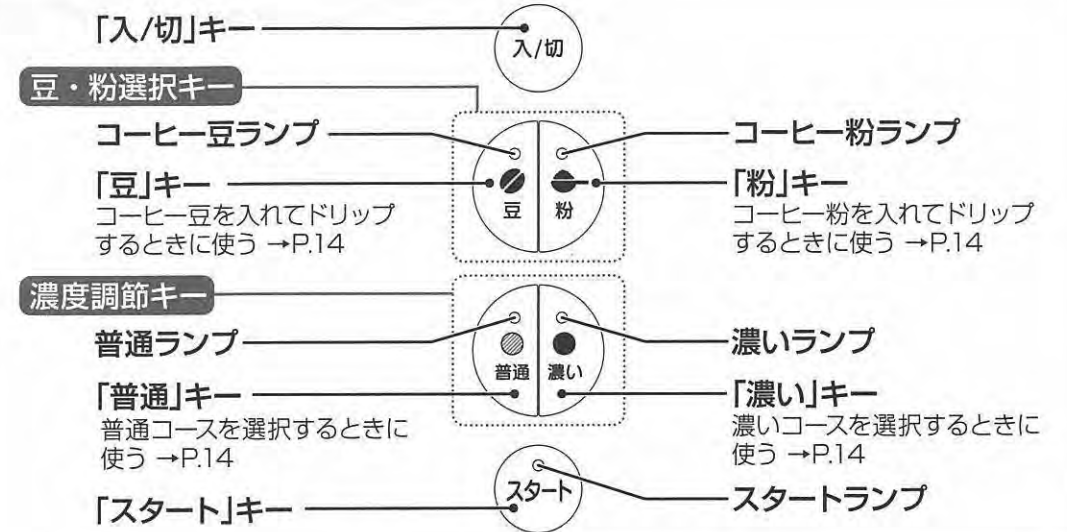 「入/切」キー
入/切
豆・粉選択キー
コーヒー豆ランプ
コーヒー粉ランプ
「豆」キー
コーヒー豆を入れてドリップ
するときに使う →P.14
豆
粉
「粉」キー
コーヒー粉を入れてドリップ
するときに使う →P.14
濃度調節キー
普通ランプ
濃いランプ
普通
濃い
「普通」キー
普通コースを選択するときに
使う →P.14
「濃い」キー
濃いコースを選択するときに
使う →P.14
スタート
「スタート」キー
スタートランプ